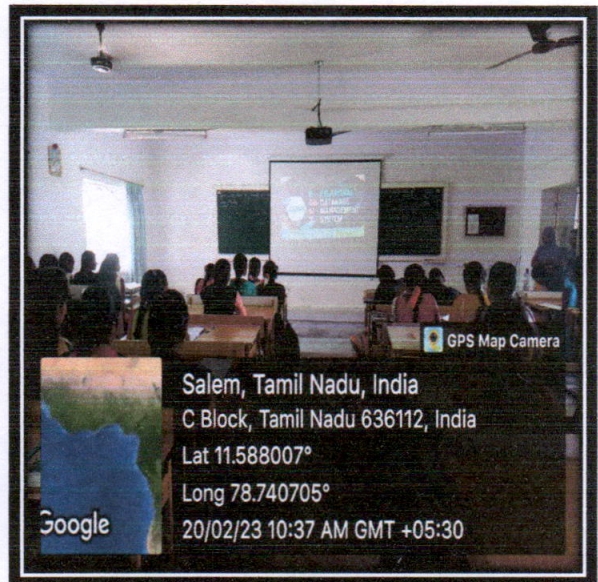 GPS Map Camera
Salem, Tamil Nadu, India
C Block, Tamil Nadu 636112, India
Lat 11.588007°
Long 78.740705°
20/02/23 10:37 AM GMT +05:30
Google